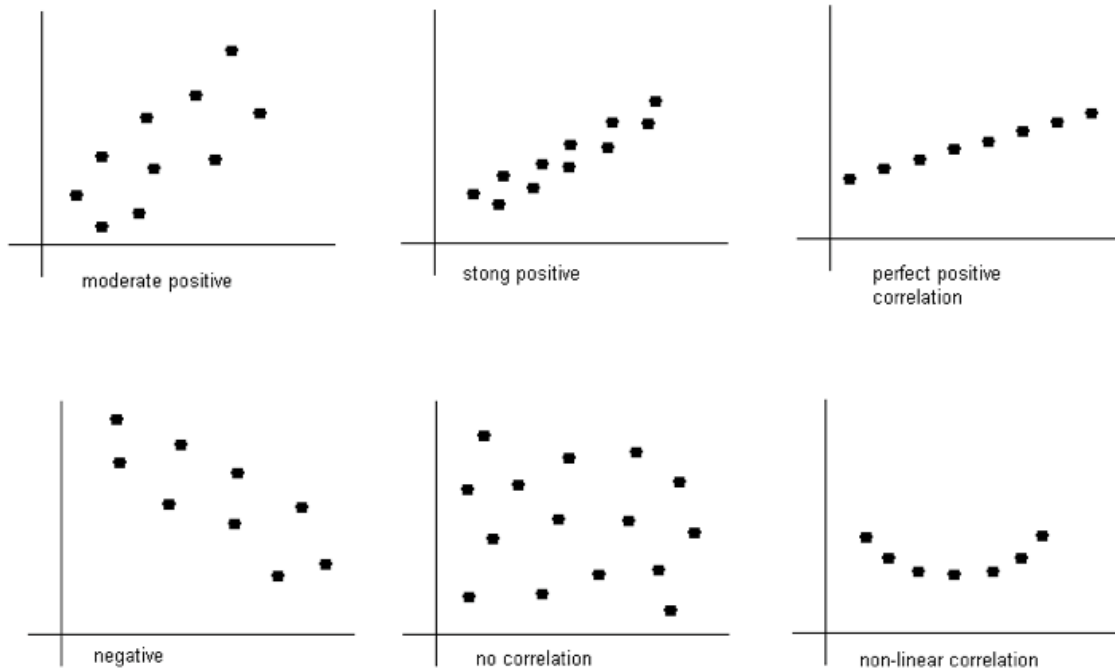 moderate positive
stong positive
perfect positive
correlation
negative
no correlation
non-linear correlation